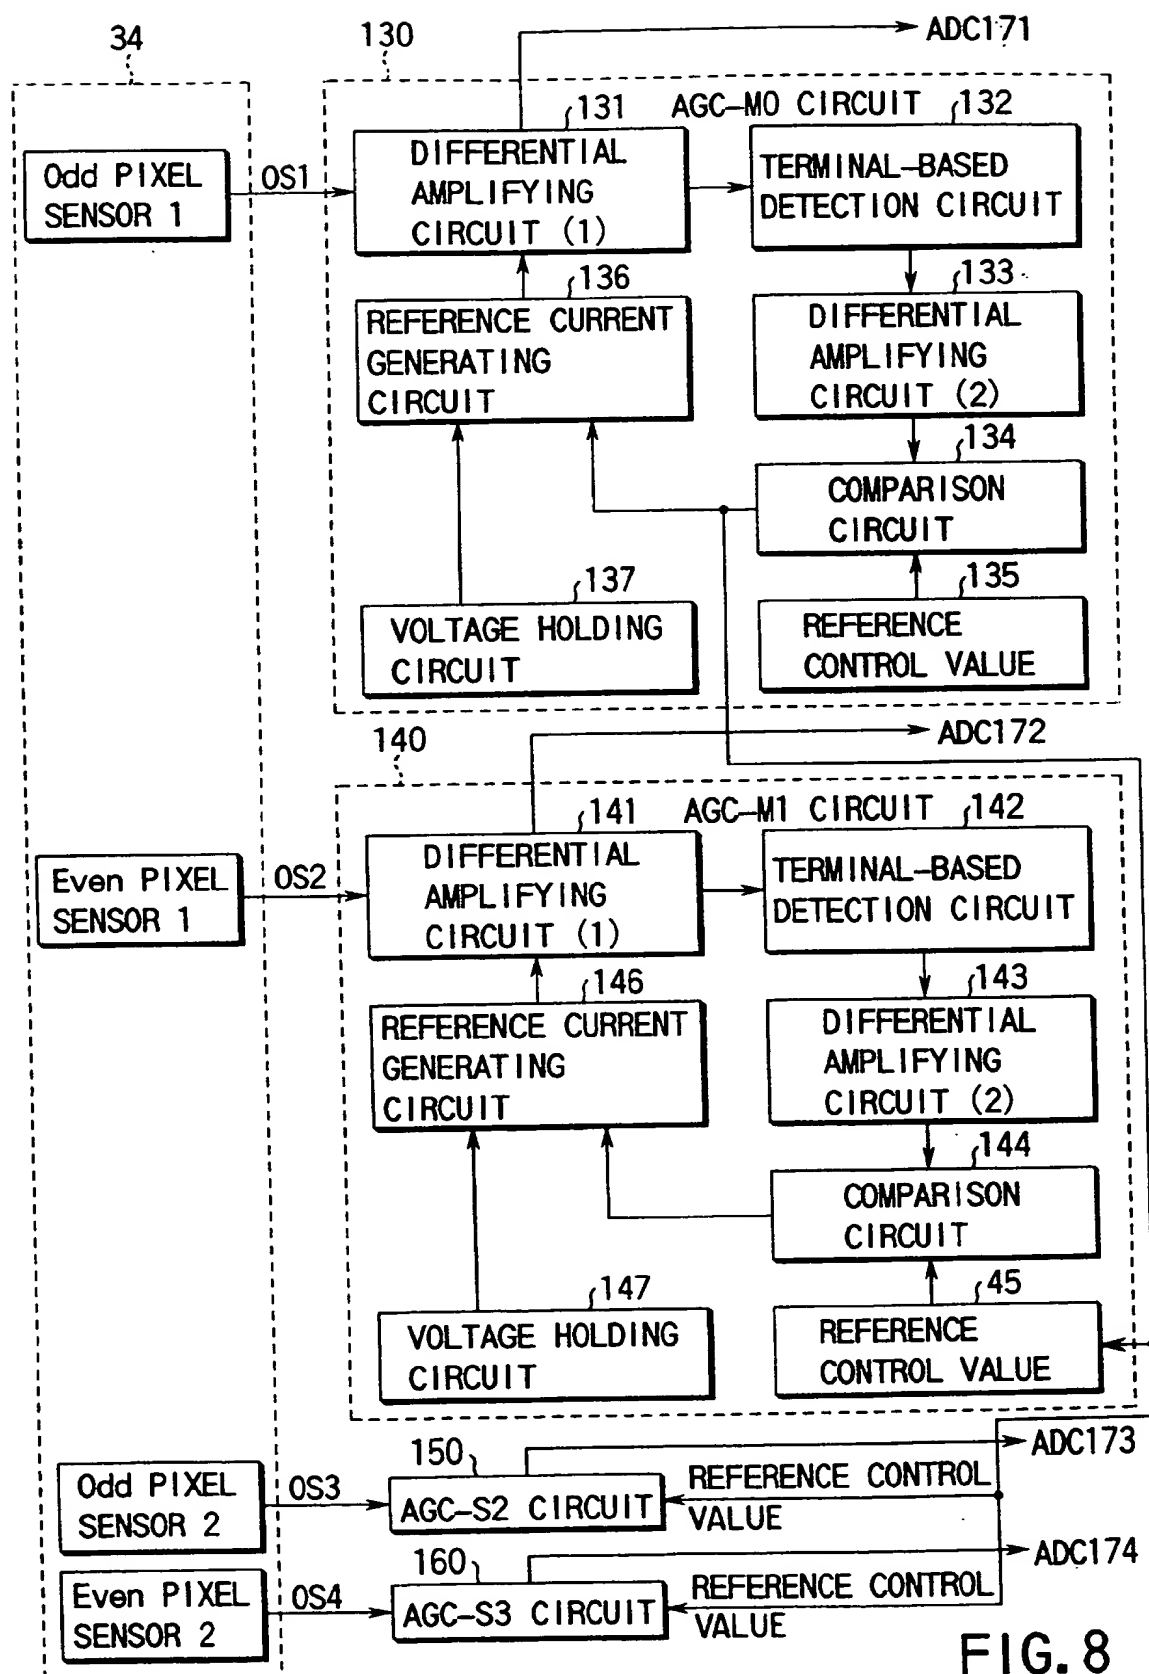 34
130
ADC171
131
AGC-M0 CIRCUIT
132
Odd PIXEL
SENSOR 1
OS1
DIFFERENTIAL
AMPLIFYING
CIRCUIT (1)
TERMINAL-BASED
DETECTION CIRCUIT
136
REFERENCE CURRENT
GENERATING
CIRCUIT
133
DIFFERENTIAL
AMPLIFYING
CIRCUIT (2)
134
COMPARISON
CIRCUIT
137
VOLTAGE HOLDING
CIRCUIT
135
REFERENCE
CONTROL VALUE
140
ADC172
141
AGC-M1 CIRCUIT
142
Even PIXEL
SENSOR 1
OS2
DIFFERENTIAL
AMPLIFYING
CIRCUIT (1)
TERMINAL-BASED
DETECTION CIRCUIT
146
REFERENCE CURRENT
GENERATING
CIRCUIT
143
DIFFERENTIAL
AMPLIFYING
CIRCUIT (2)
144
COMPARISON
CIRCUIT
147
VOLTAGE HOLDING
CIRCUIT
45
REFERENCE
CONTROL VALUE
150
ADC173
Odd PIXEL
SENSOR 2
OS3
AGC-S2 CIRCUIT
REFERENCE CONTROL
VALUE
160
ADC174
Even PIXEL
SENSOR 2
OS4
AGC-S3 CIRCUIT
REFERENCE CONTROL
VALUE
FIG. 8